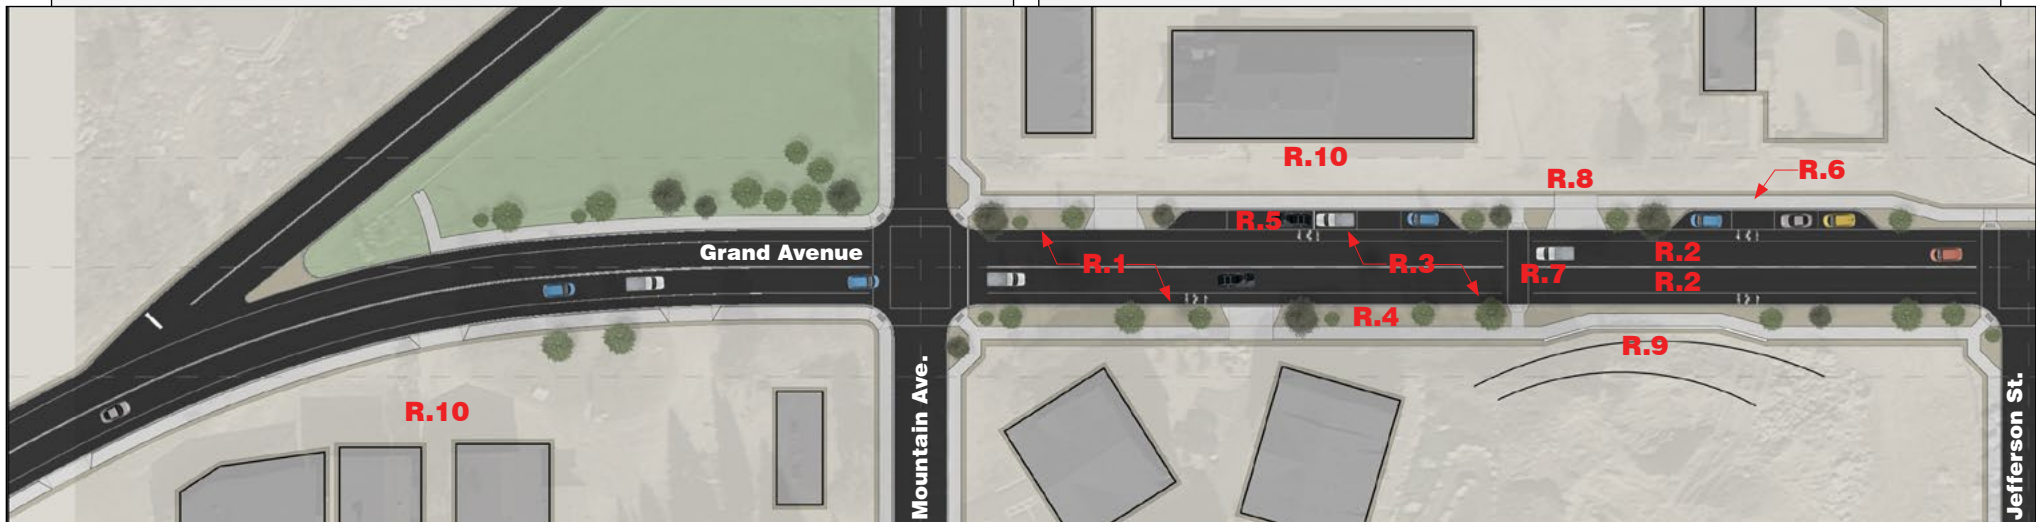 R.10
R.8
R.6
R.5
Grand Avenue
R.1
R.3
R.2
R.7
R.2
R.4
R.9
R.10
Mountain Ave.
Jefferson St.